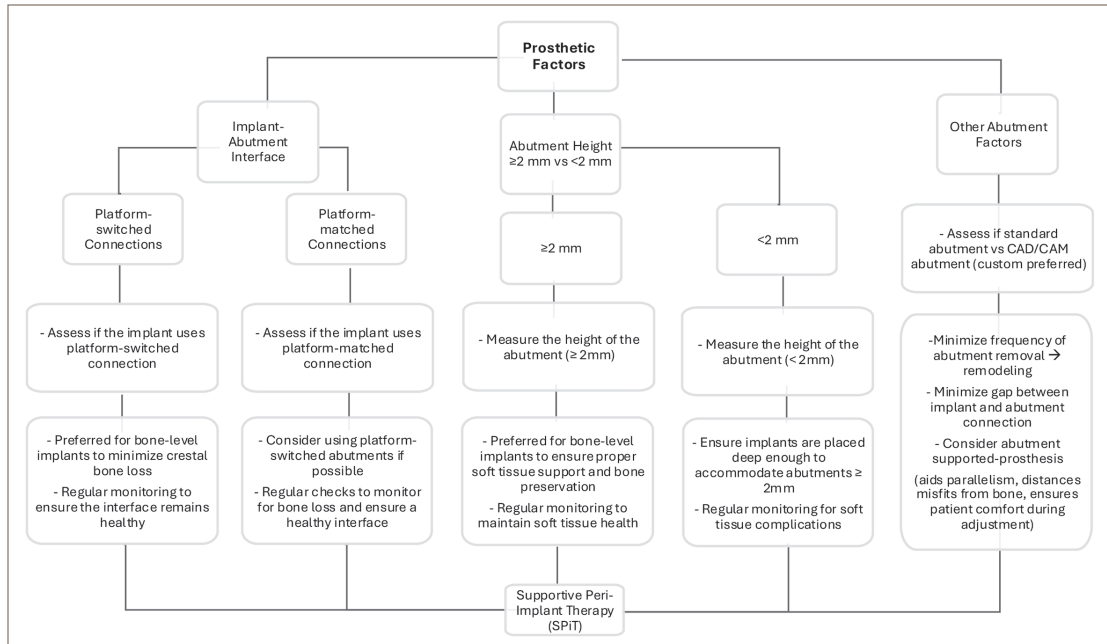 Prosthetic
Factors
Implant-
Abutment
Interface
Abutment Height
≥2 mm vs <2 mm
Other Abutment
Factors
Platform-
switched
Connections
Platform-
matched
Connections
≥2 mm
<2 mm
- Assess if standard
abutment vs CAD/CAM
abutment (custom preferred)
- Assess if the implant uses
platform-switched
connection
- Assess if the implant uses
platform-matched
connection
- Measure the height of the
abutment (≥ 2mm)
- Measure the height of the
abutment (< 2mm)
-Minimize frequency of
abutment removal →
remodeling
- Minimize gap between
implant and abutment
connection
- Consider abutment
supported-prosthesis
(aids parallelism, distances
misfits from bone, ensures
patient comfort during
adjustment)
- Preferred for bone-level
implants to minimize crestal
bone loss
- Regular monitoring to
ensure the interface remains
healthy
- Consider using platform-
switched abutments if
possible
- Regular checks to monitor
for bone loss and ensure a
healthy interface
- Preferred for bone-level
implants to ensure proper
soft tissue support and bone
preservation
- Regular monitoring to
maintain soft tissue health
- Ensure implants are placed
deep enough to
accommodate abutments ≥
2mm
- Regular monitoring for soft
tissue complications
Supportive Peri-
Implant Therapy
(SPiT)